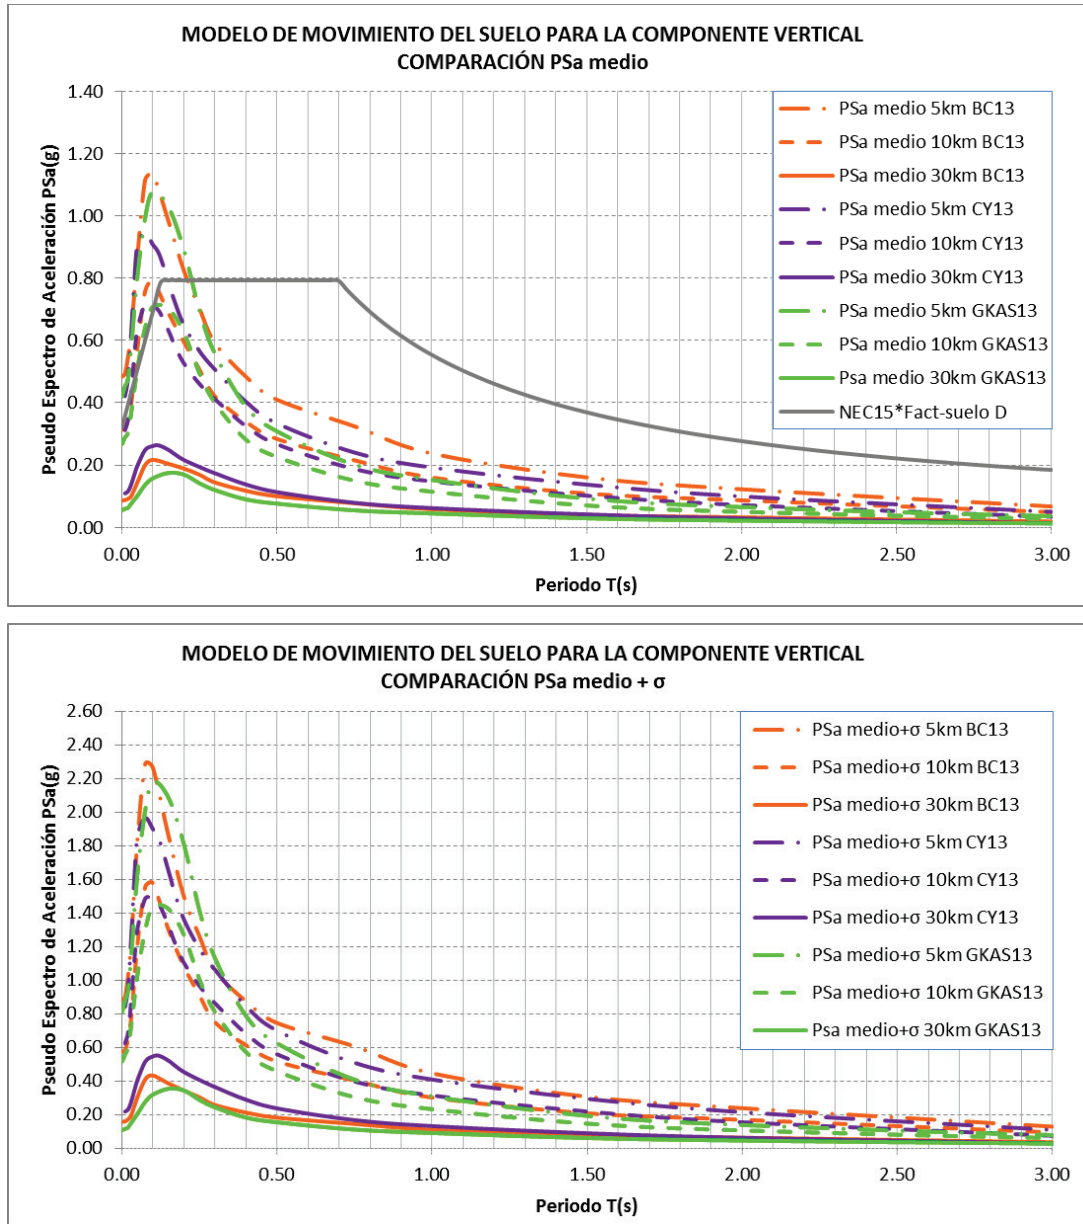 MODELO DE MOVIMIENTO DEL SUELO PARA LA COMPONENTE VERTICAL
COMPARACIÓN PSa medio
Pseudo Espectro de Aceleración PSa(g)
1.40
1.20
1.00
0.80
0.60
0.40
0.20
0.00
PSa medio 5km BC13
PSa medio 10km BC13
PSa medio 30km BC13
PSa medio 5km CY13
PSa medio 10km CY13
PSa medio 30km CY13
PSa medio 5km GKAS13
PSa medio 10km GKAS13
Psa medio 30km GKAS13
NEC15*Fact-suelo D
0.00 0.50 1.00 1.50 2.00 2.50 3.00
Periodo T(s)
MODELO DE MOVIMIENTO DEL SUELO PARA LA COMPONENTE VERTICAL
COMPARACIÓN PSa medio + σ
Pseudo Espectro de Aceleración PSa(g)
2.60
2.40
2.20
2.00
1.80
1.60
1.40
1.20
1.00
0.80
0.60
0.40
0.20
0.00
PSa medio+σ 5km BC13
PSa medio+σ 10km BC13
PSa medio+σ 30km BC13
PSa medio+σ 5km CY13
PSa medio+σ 10km CY13
PSa medio+σ 30km CY13
PSa medio+σ 5km GKAS13
PSa medio+σ 10km GKAS13
Psa medio+σ 30km GKAS13
0.00 0.50 1.00 1.50 2.00 2.50 3.00
Periodo T(s)